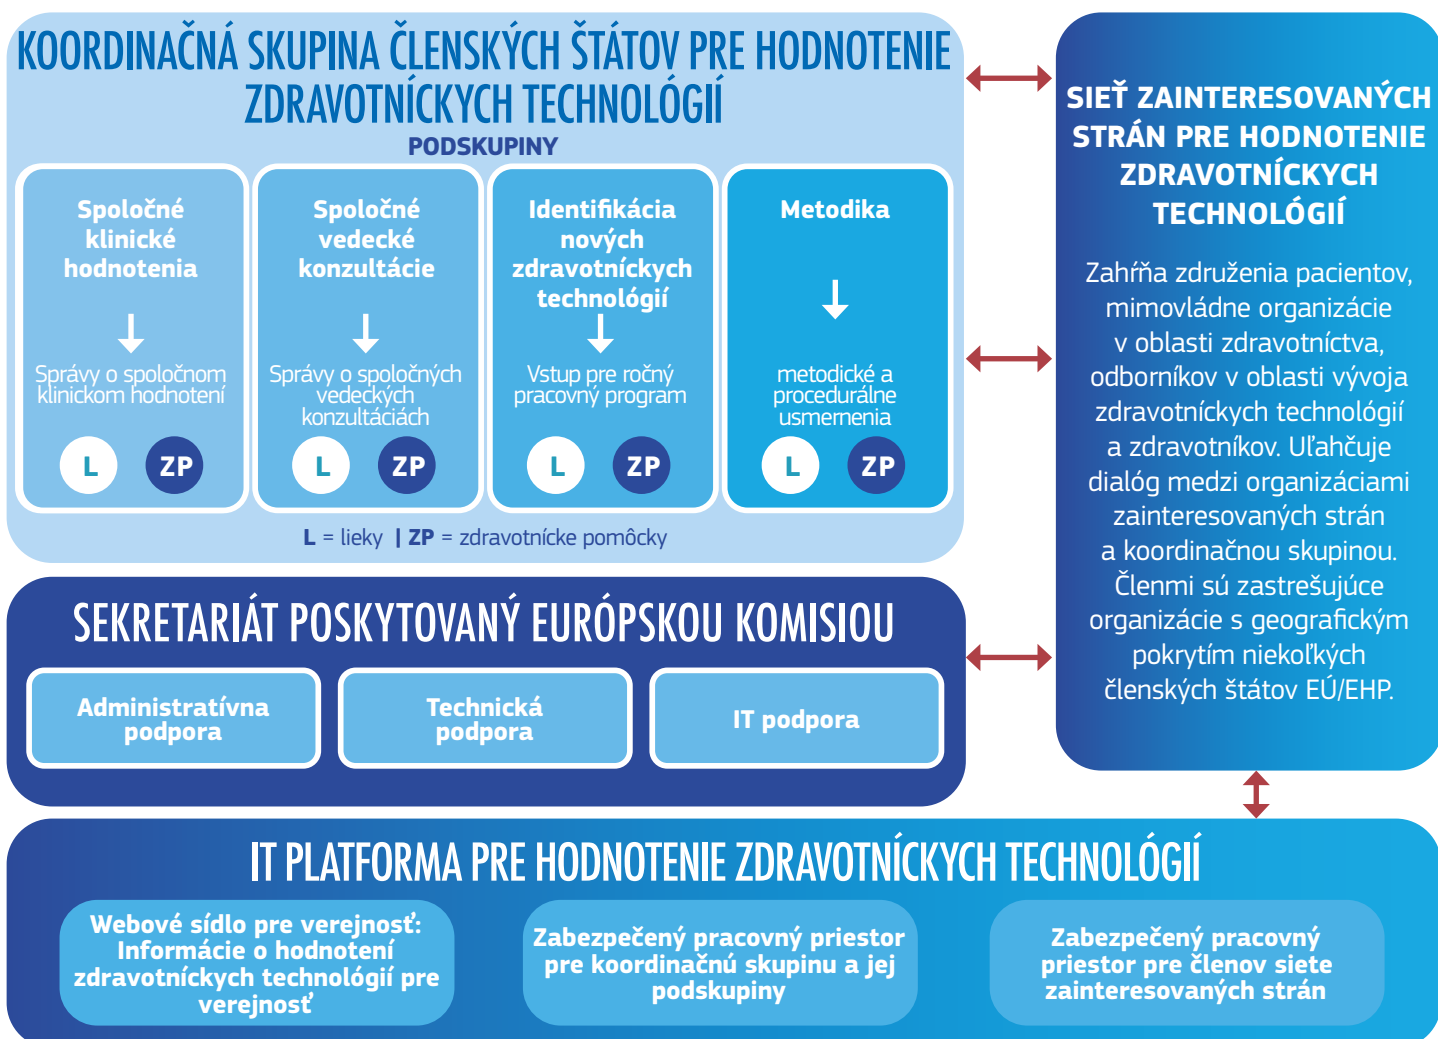 KOORDINAČNÁ SKUPINA ČLENSKÝCH ŠTÁTOV PRE HODNOTENIE
ZDRAVOTNÍCKYCH TECHNOLÓGIÍ
PODSKUPINY
Spoločné
klinické
hodnotenia
Správy o spoločnom
klinickom hodnotení
L
ZP
Spoločné
vedecké
konzultácie
Správy o spoločných
vedeckých
konzultáciách
L
ZP
Identifikácia
nových
zdravotníckych
technológií
Vstup pre ročný
pracovný program
L
ZP
Metodika
metodické a
procedurálne
usmernenia
L
ZP
L = lieky | ZP = zdravotnícke pomôcky
SIEŤ ZAINTERESOVANÝCH
STRÁN PRE HODNOTENIE
ZDRAVOTNÍCKYCH
TECHNOLÓGIÍ
Zahŕňa združenia pacientov,
mimovládne organizácie
v oblasti zdravotníctva,
odborníkov v oblasti vývoja
zdravotníckych technológií
a zdravotníkov. Uľahčuje
dialóg medzi organizáciami
zainteresovaných strán
a koordinačnou skupinou.
Členmi sú zastrešujúce
organizácie s geografickým
pokrytím niekoľkých
členských štátov EÚ/EHP.
SEKRETARIÁT POSKYTOVANÝ EURÓPSKOU KOMISIOU
Administratívna
podpora
Technická
podpora
IT podpora
IT PLATFORMA PRE HODNOTENIE ZDRAVOTNÍCKYCH TECHNOLÓGIÍ
Webové sídlo pre verejnosť:
Informácie o hodnotení
zdravotníckych technológií pre
verejnosť
Zabezpečený pracovný priestor
pre koordinačnú skupinu a jej
podskupiny
Zabezpečený pracovný
priestor pre členov siete
zainteresovaných strán